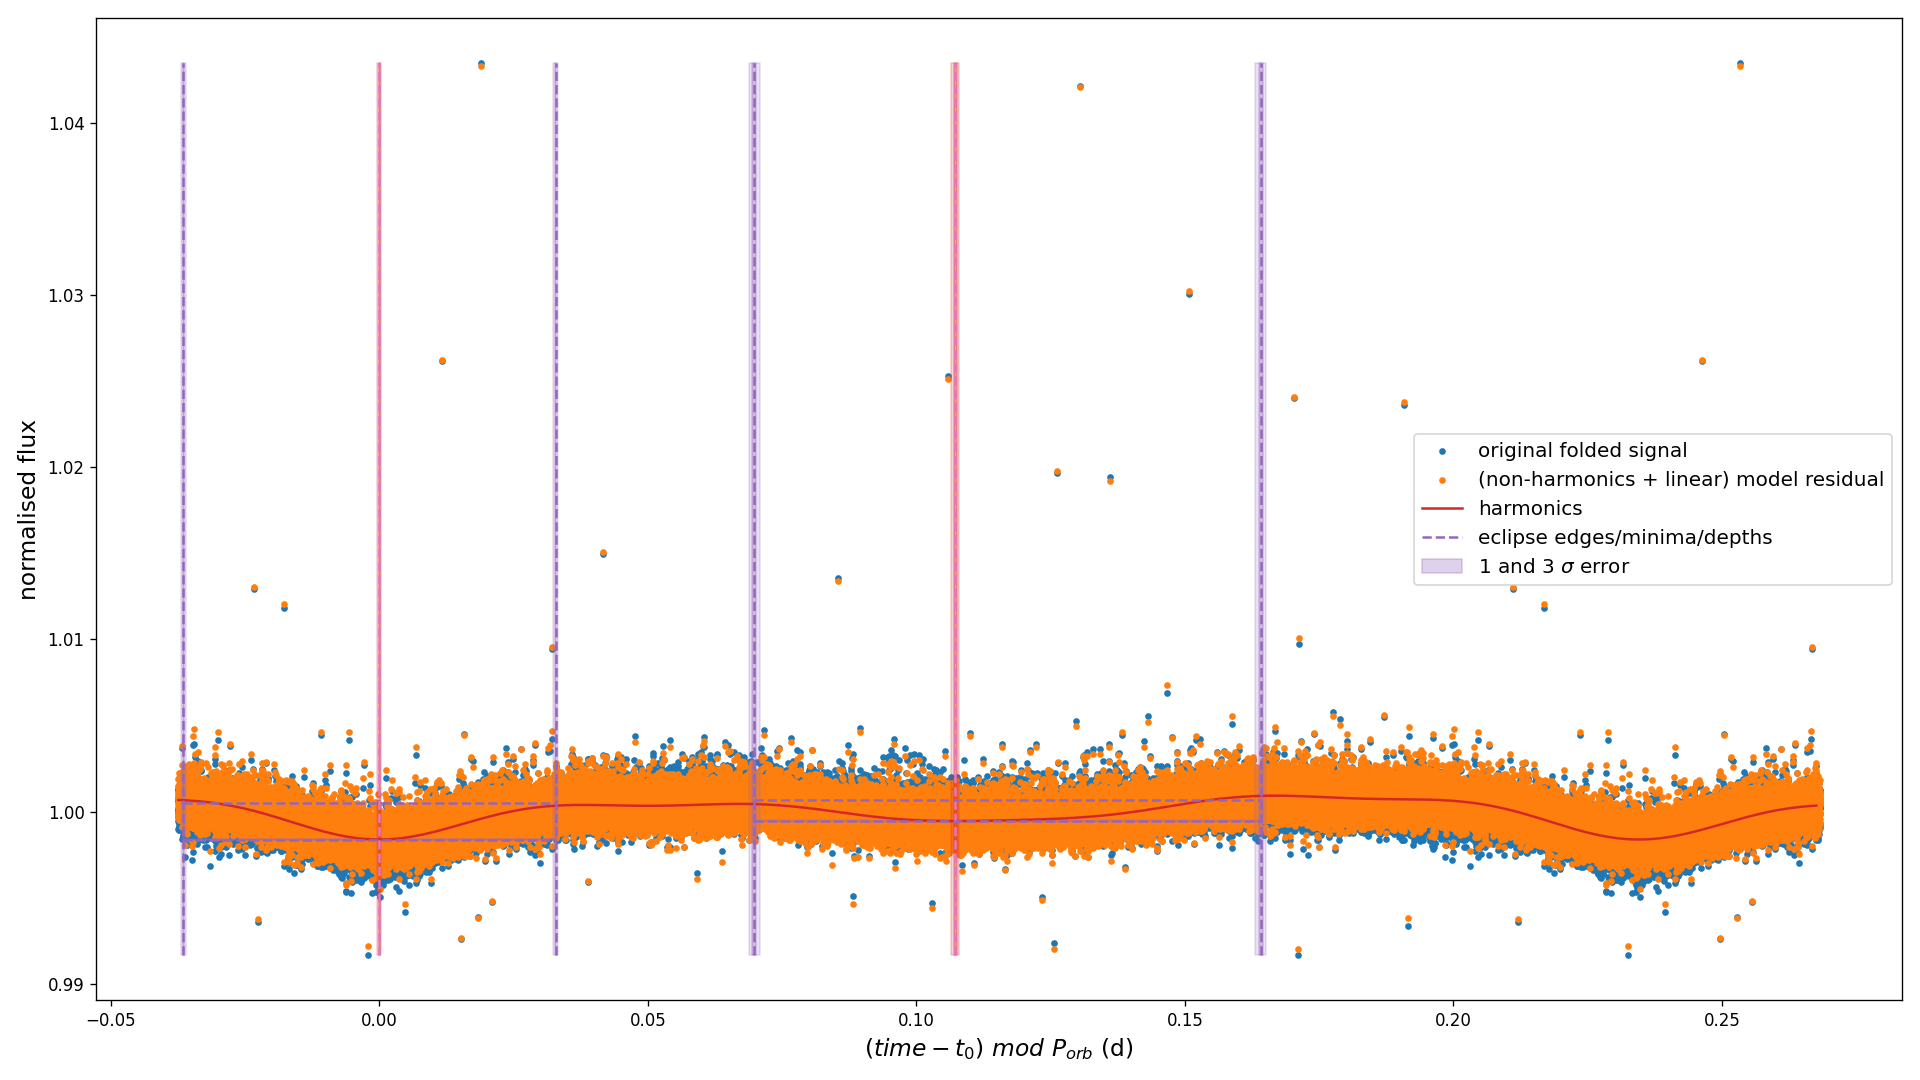 1.04
1.03
1.02
1.01
1.00
0.99
normalised flux
original folded signal
(non-harmonics + linear) model residual
harmonics
eclipse edges/minima/depths
1 and 3 σ error
−0.05 0.00 0.05 0.10 0.15 0.20 0.25
(time − t₀) mod P_orb (d)